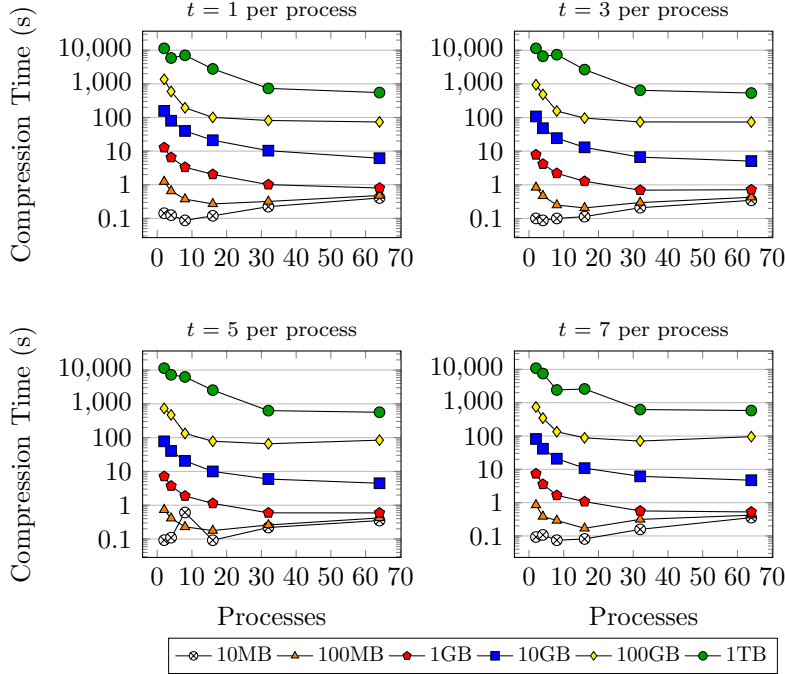 t = 1 per process
t = 3 per process
Compression Time (s)
10,000
1,000
100
10
1
0.1
0 10 20 30 40 50 60 70
10,000
1,000
100
10
1
0.1
0 10 20 30 40 50 60 70
t = 5 per process
t = 7 per process
Compression Time (s)
10,000
1,000
100
10
1
0.1
0 10 20 30 40 50 60 70
Processes
10,000
1,000
100
10
1
0.1
0 10 20 30 40 50 60 70
Processes
10MB 100MB 1GB 10GB 100GB 1TB